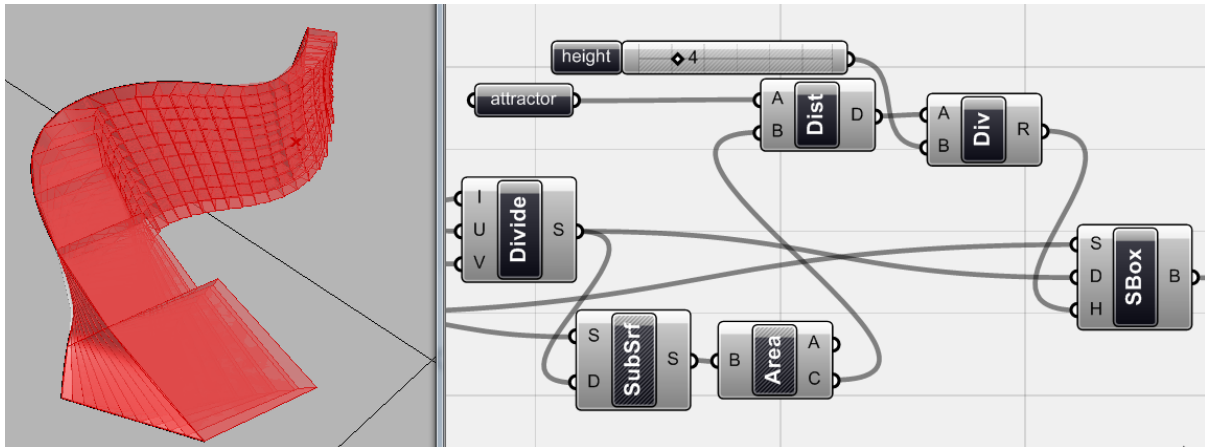 height 4
attractor
A
B
Dist
D
A
B
Div
R
I
U
V
Divide
S
S
D
H
SBox
B
S
D
SubSrf
S
B
Area
A
C